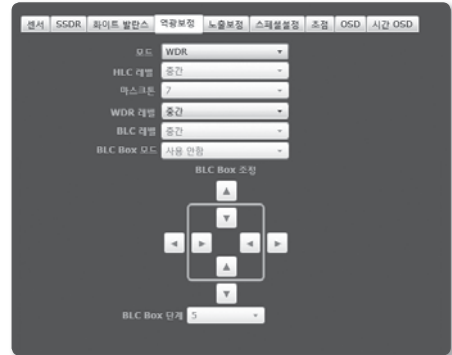 센서 SSDR 화이트 발란스 역광보정 노출보정 스페셜설정 초점 OSD 시간 OSD
모드 WDR
HLC 레벨 중간
마스크톤 7
WDR 레벨 중간
BLC 레벨 중간
BLC Box 모드 사용 안함
BLC Box 조정
BLC Box 단계 5